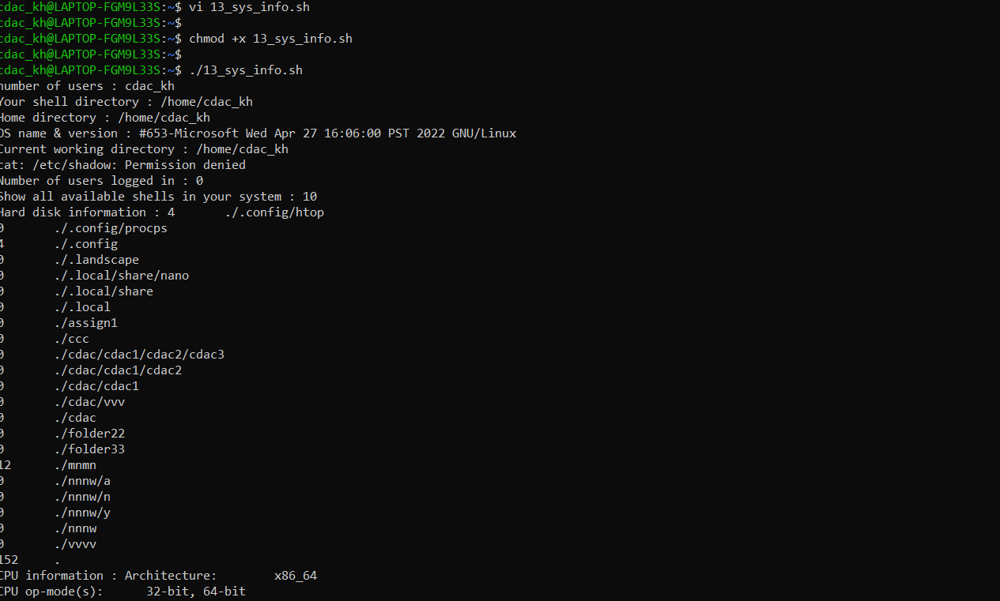 cdac_kh@LAPTOP-FGM9L33S:~$ vi 13_sys_info.sh
cdac_kh@LAPTOP-FGM9L33S:~$
cdac_kh@LAPTOP-FGM9L33S:~$ chmod +x 13_sys_info.sh
cdac_kh@LAPTOP-FGM9L33S:~$
cdac_kh@LAPTOP-FGM9L33S:~$ ./13_sys_info.sh
number of users : cdac_kh
Your shell directory : /home/cdac_kh
Home directory : /home/cdac_kh
OS name & version : #653-Microsoft Wed Apr 27 16:06:00 PST 2022 GNU/Linux
Current working directory : /home/cdac_kh
cat: /etc/shadow: Permission denied
Number of users logged in : 0
Show all available shells in your system : 10
Hard disk information : 4       ./.config/htop
0       ./.config/procps
4       ./.config
0       ./.landscape
0       ./.local/share/nano
0       ./.local/share
0       ./.local
0       ./assign1
0       ./ccc
0       ./cdac/cdac1/cdac2/cdac3
0       ./cdac/cdac1/cdac2
0       ./cdac/cdac1
0       ./cdac/vvv
0       ./cdac
0       ./folder22
0       ./folder33
12      ./mnmn
0       ./nnnw/a
0       ./nnnw/n
0       ./nnnw/y
0       ./nnnw
0       ./vvvv
152     .
CPU information : Architecture:        x86_64
CPU op-mode(s):      32-bit, 64-bit